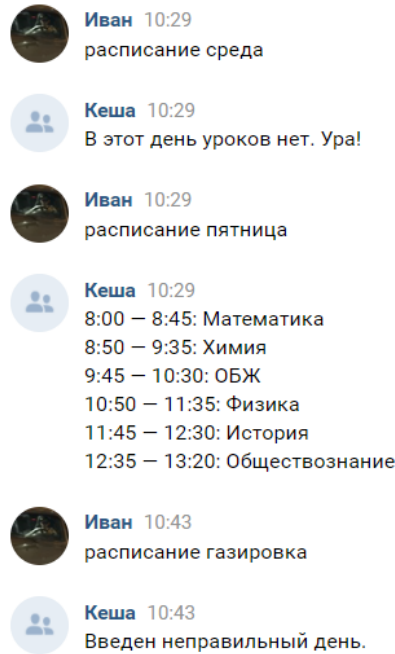 Иван 10:29
расписание среда
Кеша 10:29
В этот день уроков нет. Ура!
Иван 10:29
расписание пятница
Кеша 10:29
8:00 — 8:45: Математика
8:50 — 9:35: Химия
9:45 — 10:30: ОБЖ
10:50 — 11:35: Физика
11:45 — 12:30: История
12:35 — 13:20: Обществознание
Иван 10:43
расписание газировка
Кеша 10:43
Введен неправильный день.